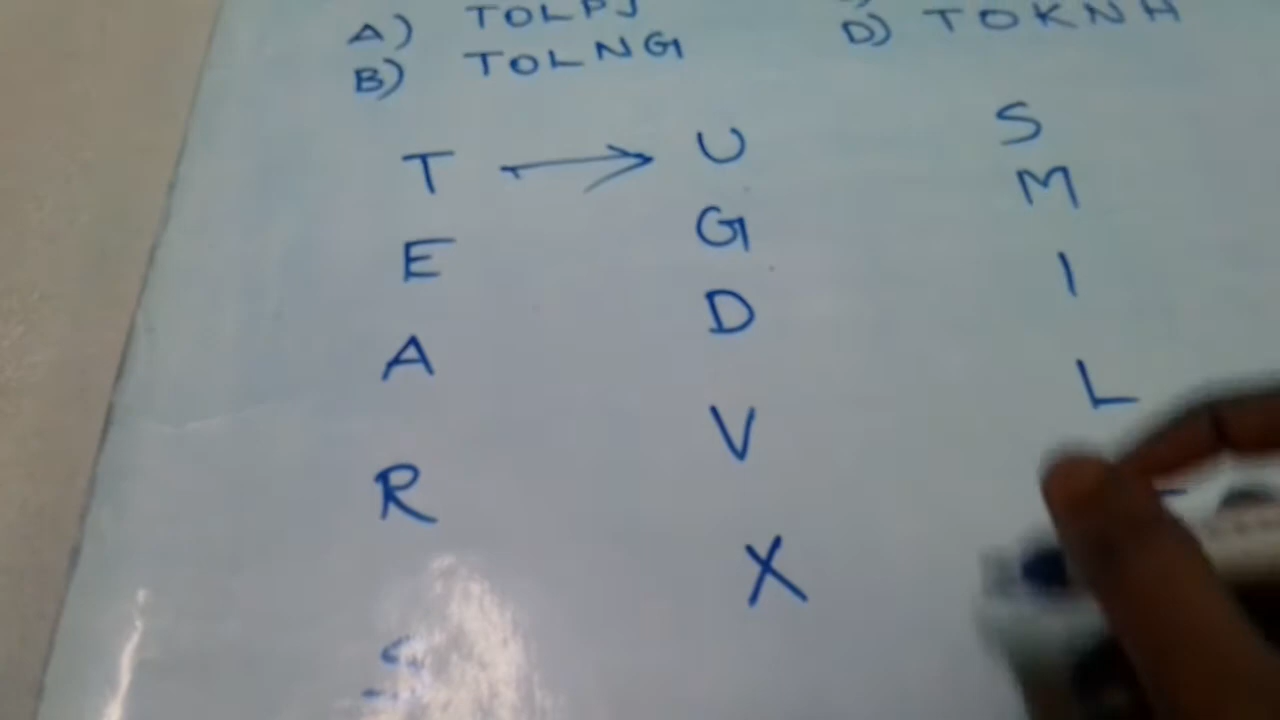 A) TOLPJ
B) TOLNG
D) TOKNH
T → U
E G
A D
R V
S X
S
M
I
L